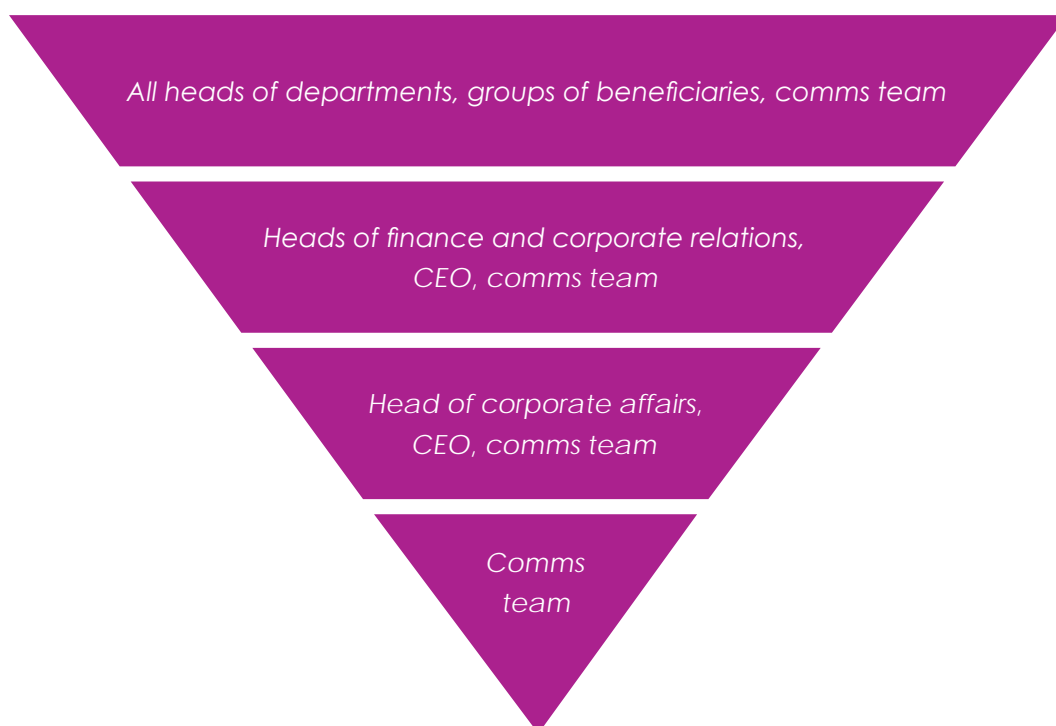 All heads of departments, groups of beneficiaries, comms team
Heads of finance and corporate relations,
CEO, comms team
Head of corporate affairs,
CEO, comms team
Comms
team